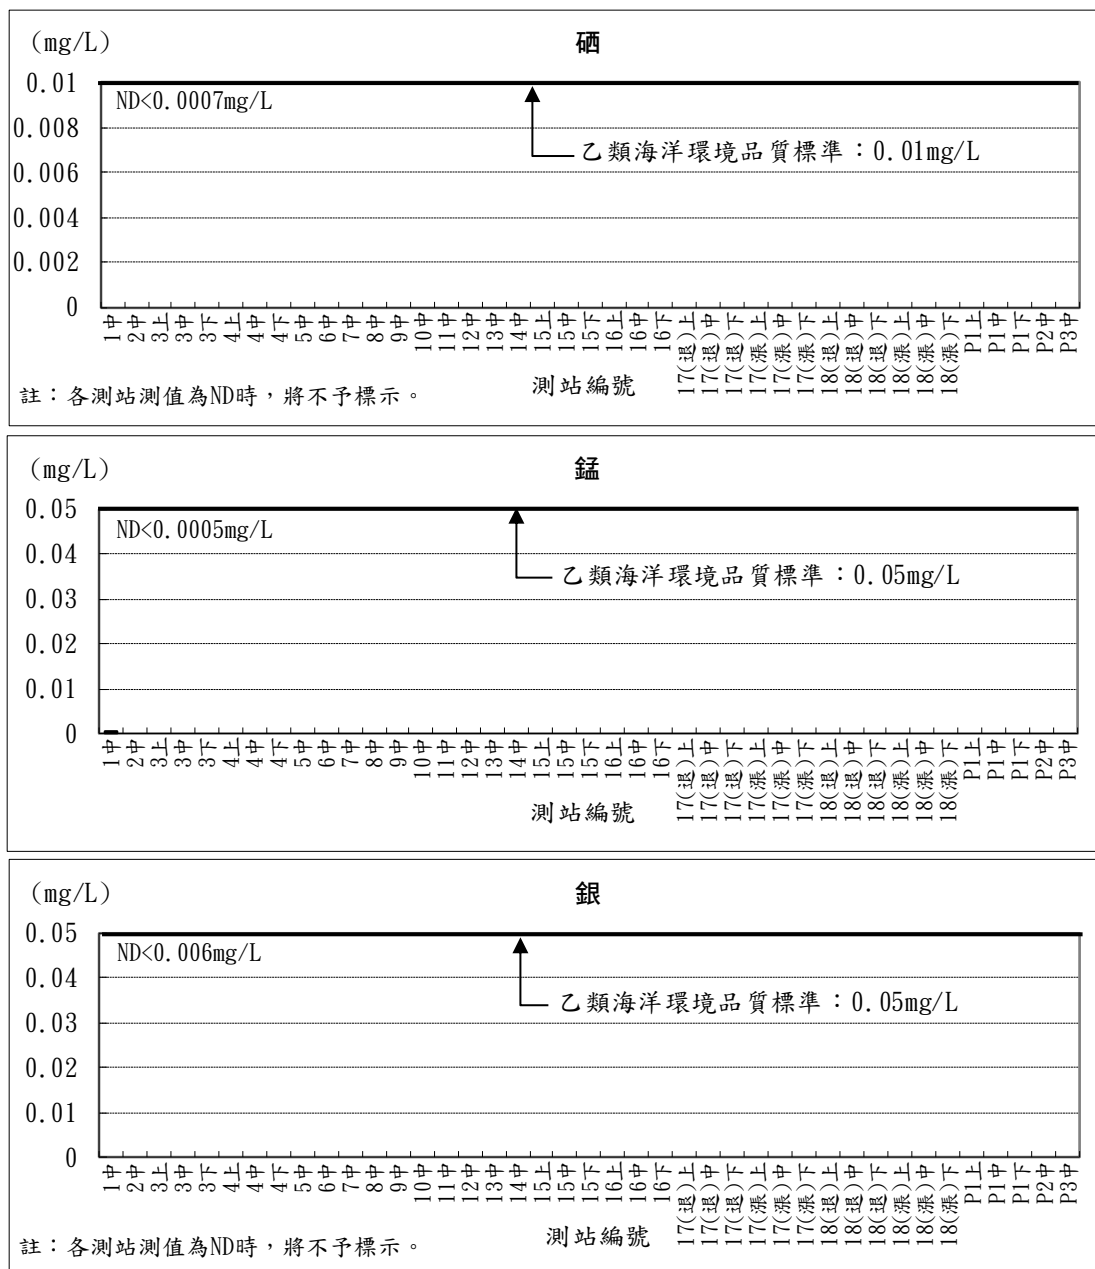 (mg/L)
硒
0.01
ND<0.0007mg/L
0.008
乙類海洋環境品質標準：0.01mg/L
0.006
0.004
0.002
0
1中 2中 3上 3中 3下 4上 4中 4下 5中 6中 7中 8中 9中 10中 11中 12中 13中 14中 15上 15中 15下 16上 16中 16下 17(退)上 17(退)中 17(退)下 17(漲)上 17(漲)中 17(漲)下 18(退)上 18(退)中 18(退)下 18(漲)上 18(漲)中 18(漲)下 P1上 P1中 P1下 P2中 P3中
測站編號
註：各測站測值為ND時，將不予標示。
(mg/L)
錳
0.05
ND<0.0005mg/L
0.04
乙類海洋環境品質標準：0.05mg/L
0.03
0.02
0.01
0
1中 2中 3上 3中 3下 4上 4中 4下 5中 6中 7中 8中 9中 10中 11中 12中 13中 14中 15上 15中 15下 16上 16中 16下 17(退)上 17(退)中 17(退)下 17(漲)上 17(漲)中 17(漲)下 18(退)上 18(退)中 18(退)下 18(漲)上 18(漲)中 18(漲)下 P1上 P1中 P1下 P2中 P3中
測站編號
(mg/L)
銀
0.05
ND<0.006mg/L
0.04
乙類海洋環境品質標準：0.05mg/L
0.03
0.02
0.01
0
1中 2中 3上 3中 3下 4上 4中 4下 5中 6中 7中 8中 9中 10中 11中 12中 13中 14中 15上 15中 15下 16上 16中 16下 17(退)上 17(退)中 17(退)下 17(漲)上 17(漲)中 17(漲)下 18(退)上 18(退)中 18(退)下 18(漲)上 18(漲)中 18(漲)下 P1上 P1中 P1下 P2中 P3中
測站編號
註：各測站測值為ND時，將不予標示。